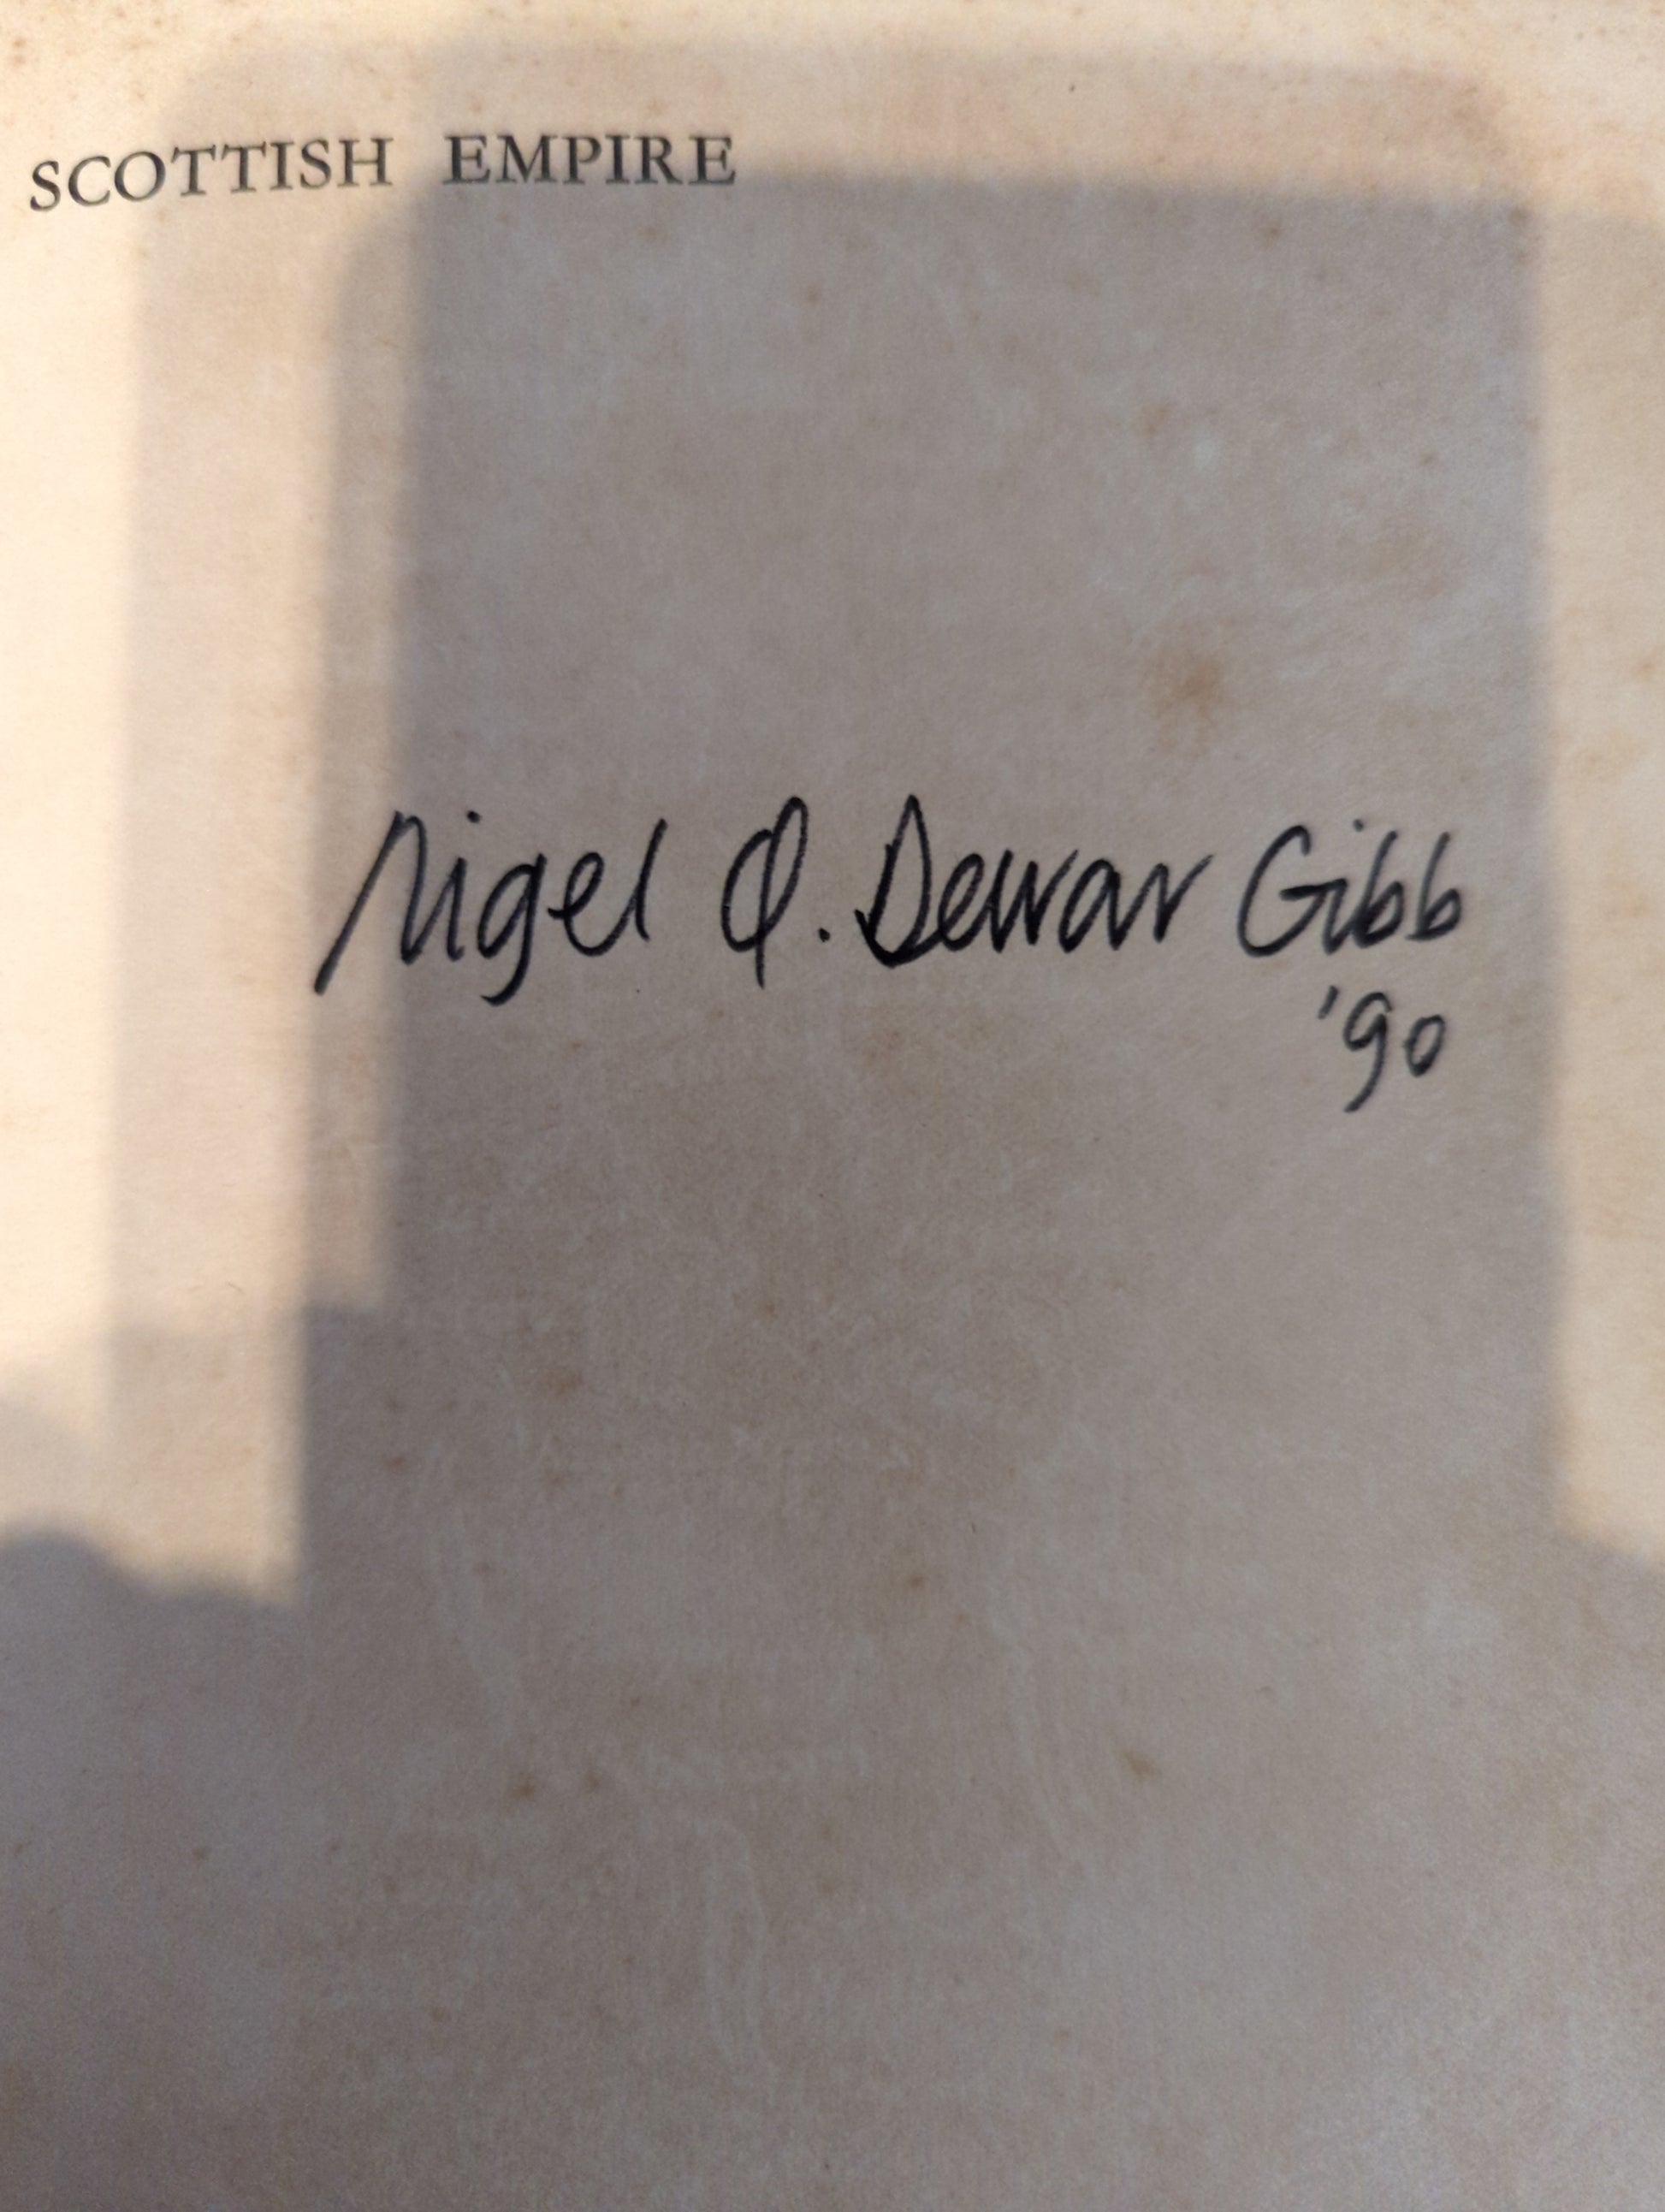 SCOTTISH EMPIRE
Nigel Q. Dewar Gibb
'90